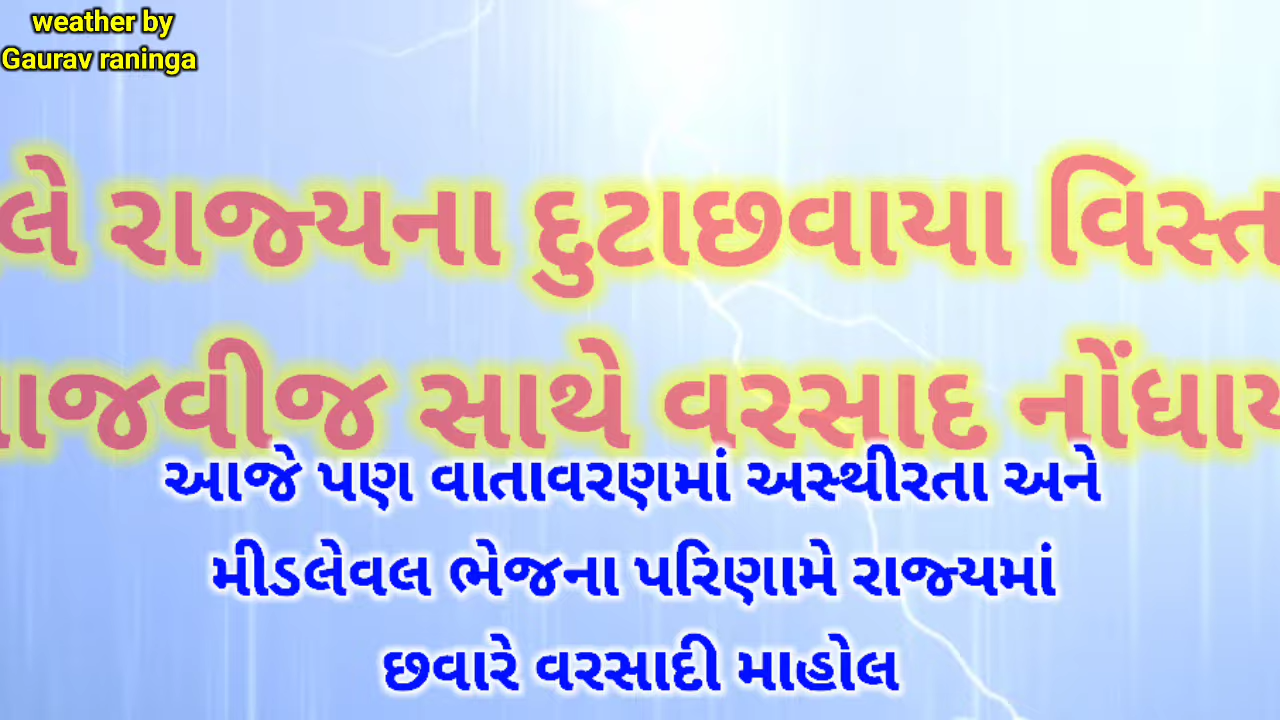 weather by
Gaurav raninga
લે રાજ્યના દુટાછવાયા વિસ્ત
ાજવીજ સાથે વરસાદ નોંધાય
આજે પણ વાતાવરણમાં અસ્થીરતા અને
મીડલેવલ ભેજના પરિણામે રાજ્યમાં
છવારે વરસાદી માહોલ